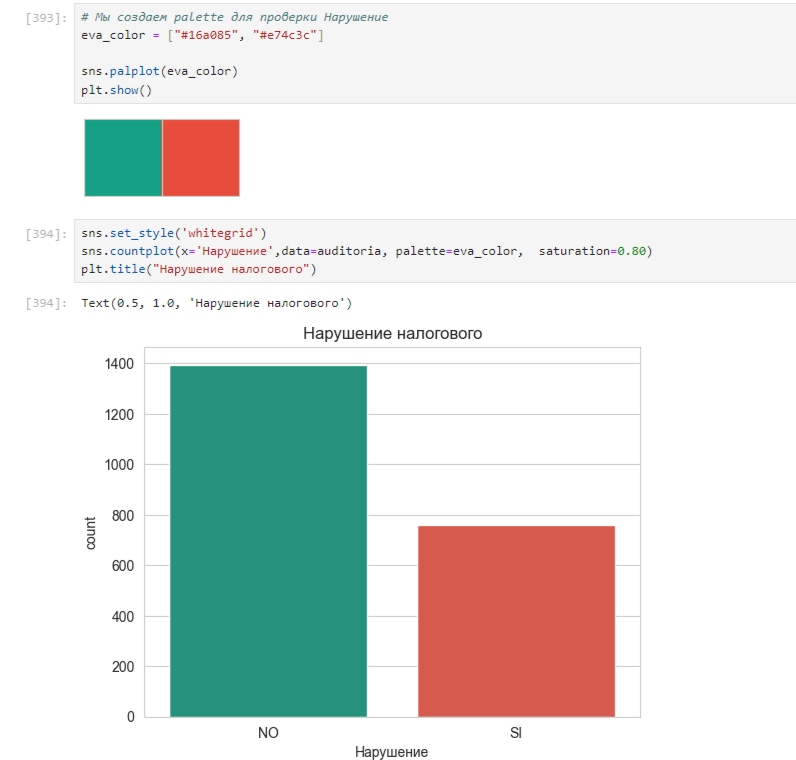 [393]: # Мы создаем palette для проверки Нарушение
eva_color = ["#16a085", "#e74c3c"]
sns.palplot(eva_color)
plt.show()
[394]: sns.set_style('whitegrid')
sns.countplot(x='Нарушение',data=auditoria, palette=eva_color,  saturation=0.80)
plt.title("Нарушение налогового")
[394]: Text(0.5, 1.0, 'Нарушение налогового')
Нарушение налогового
1400
1200
1000
800
600
400
200
0
count
NO SI
Нарушение